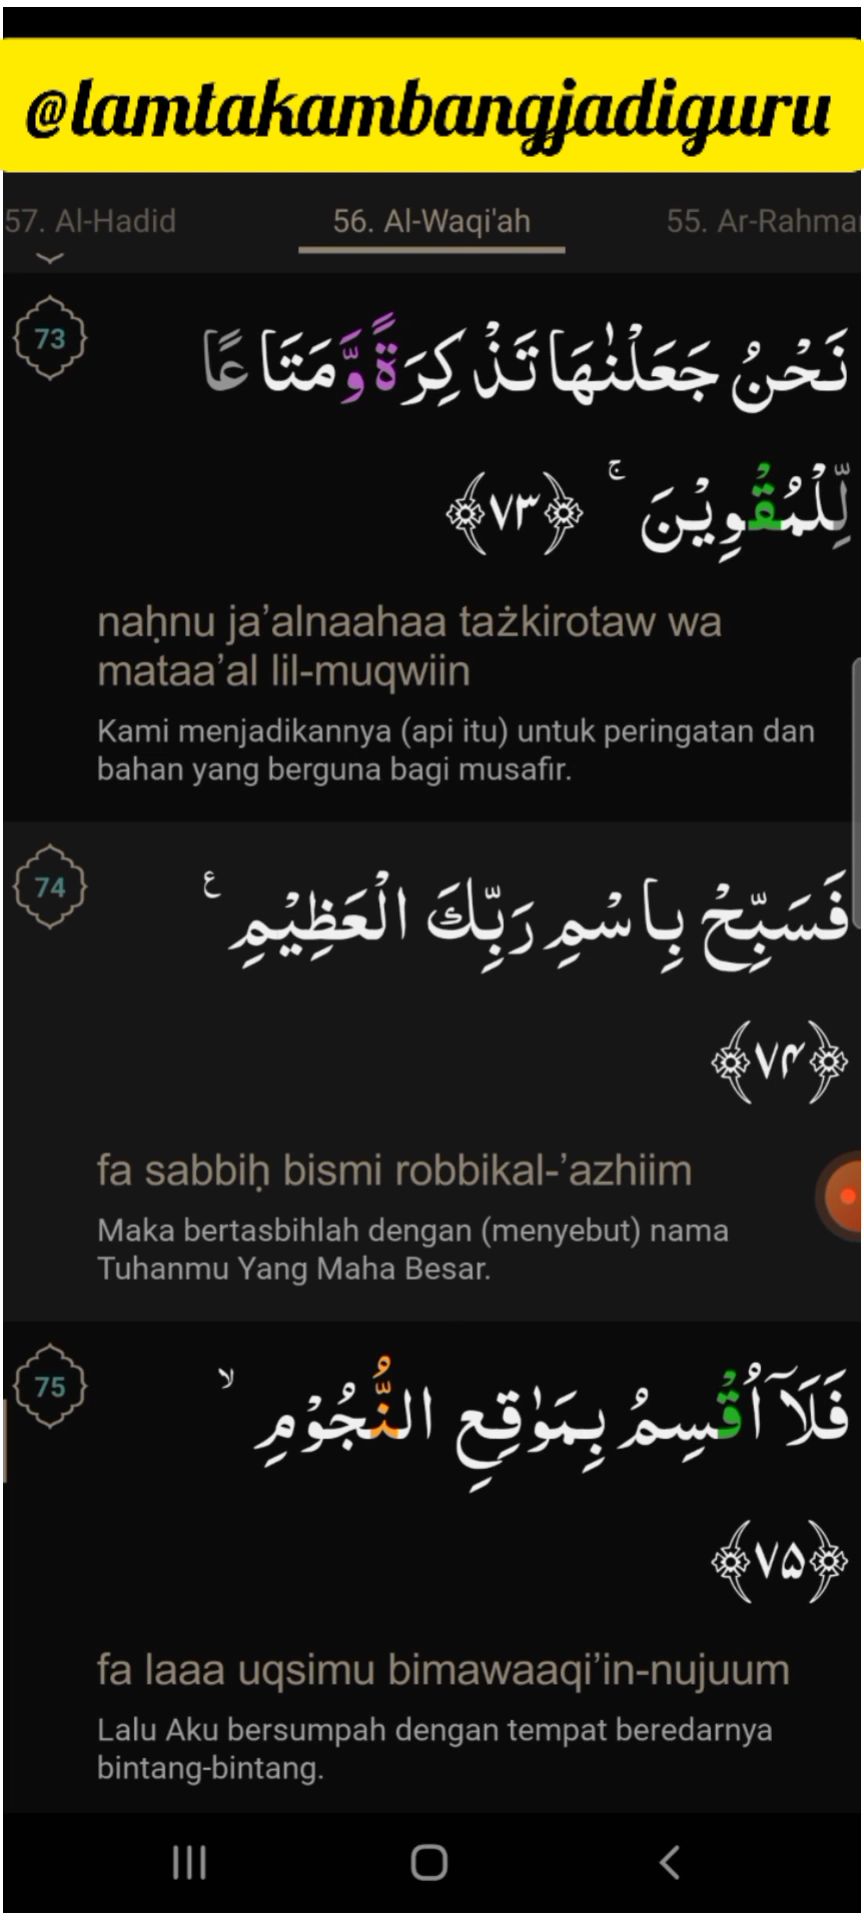 @lamtakambangjadiguru
57. Al-Hadid 56. Al-Waqi'ah 55. Ar-Rahma
73
نَحْنُ جَعَلْنٰهَا تَذْكِرَةً وَّمَتَاعًا
لِّلْمُقْوِيْنَ ۚ ﴿٧٣﴾
naḥnu ja’alnaahaa tażkirotaw wa
mataa’al lil-muqwiin
Kami menjadikannya (api itu) untuk peringatan dan
bahan yang berguna bagi musafir.
74
فَسَبِّحْ بِاسْمِ رَبِّكَ الْعَظِيْمِ ࣖ
﴿٧۴﴾
fa sabbiḥ bismi robbikal-’azhiim
Maka bertasbihlah dengan (menyebut) nama
Tuhanmu Yang Maha Besar.
75
فَلَآ اُقْسِمُ بِمَوٰقِعِ النُّجُوْمِ ۙ
﴿٧۵﴾
fa laaa uqsimu bimawaaqi’in-nujuum
Lalu Aku bersumpah dengan tempat beredarnya
bintang-bintang.